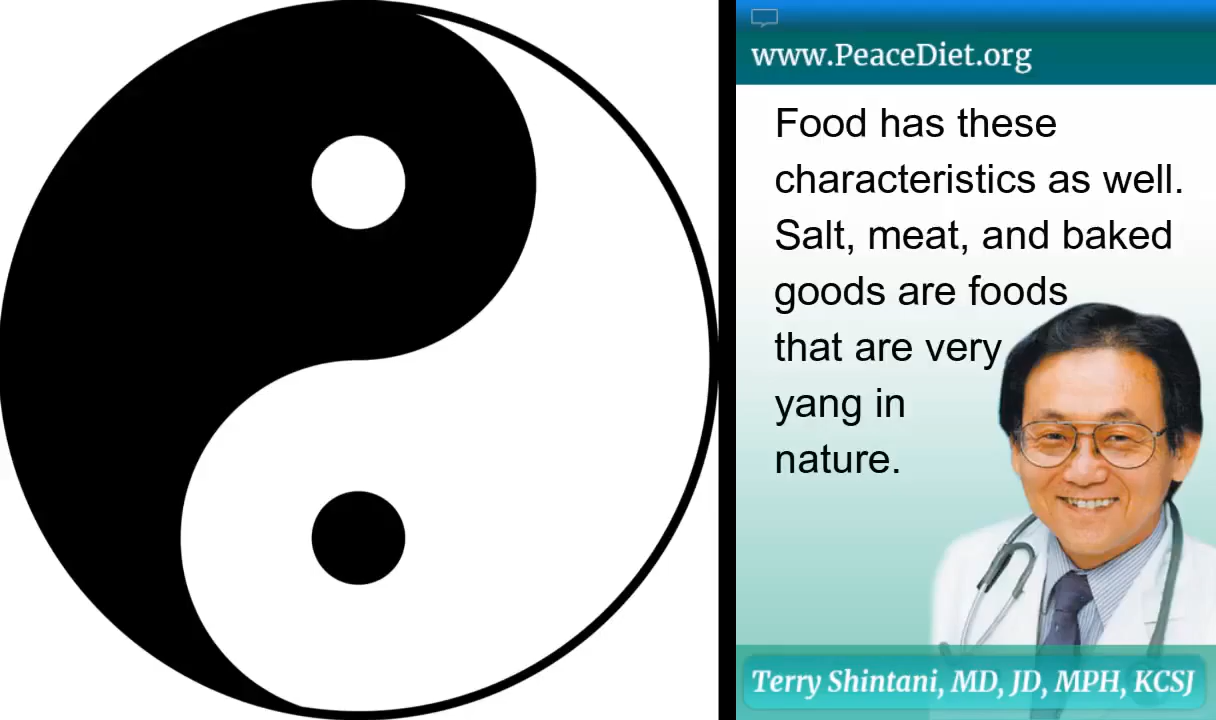 www.PeaceDiet.org
Food has these
characteristics as well.
Salt, meat, and baked
goods are foods
that are very
yang in
nature.
Terry Shintani, MD, JD, MPH, KCSJ